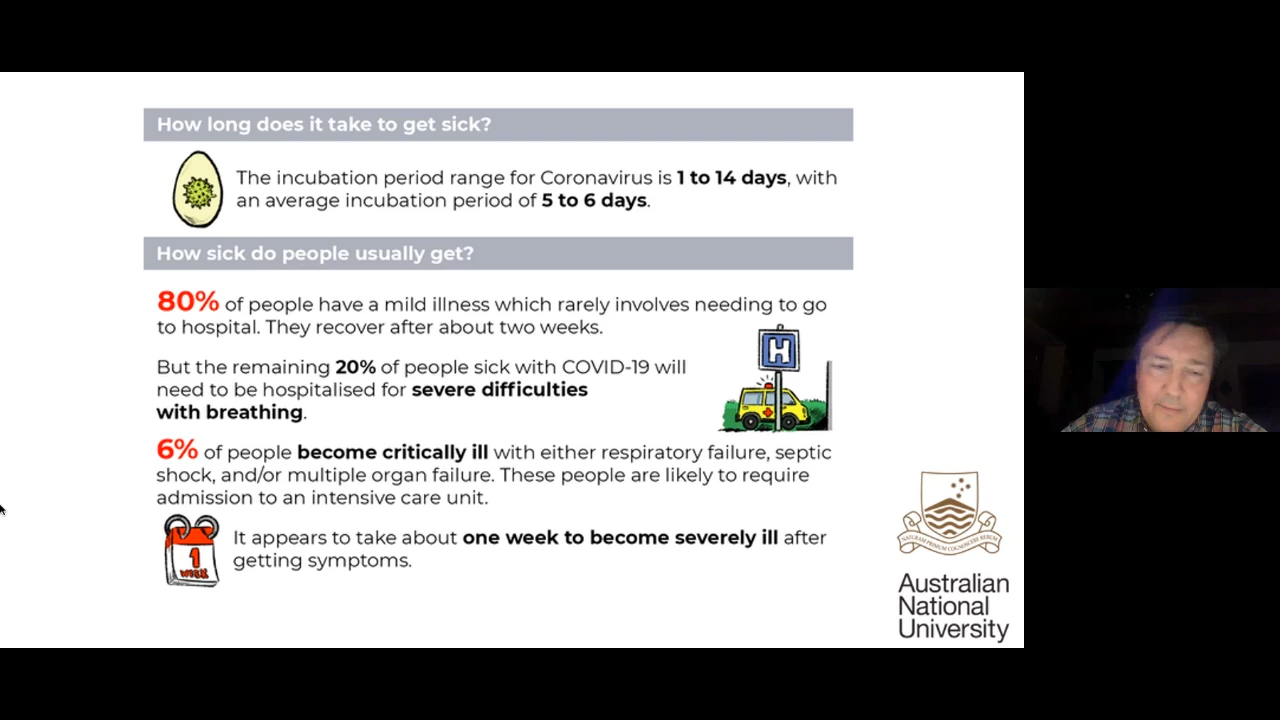 How long does it take to get sick?
The incubation period range for Coronavirus is 1 to 14 days, with
an average incubation period of 5 to 6 days.
How sick do people usually get?
80% of people have a mild illness which rarely involves needing to go
to hospital. They recover after about two weeks.
H
But the remaining 20% of people sick with COVID-19 will
need to be hospitalised for severe difficulties
with breathing.
6% of people become critically ill with either respiratory failure, septic
shock, and/or multiple organ failure. These people are likely to require
admission to an intensive care unit.
1
WEEK
It appears to take about one week to become severely ill after
getting symptoms.
NATURAM PRIMUM COGNOSCERE RERUM
Australian
National
University